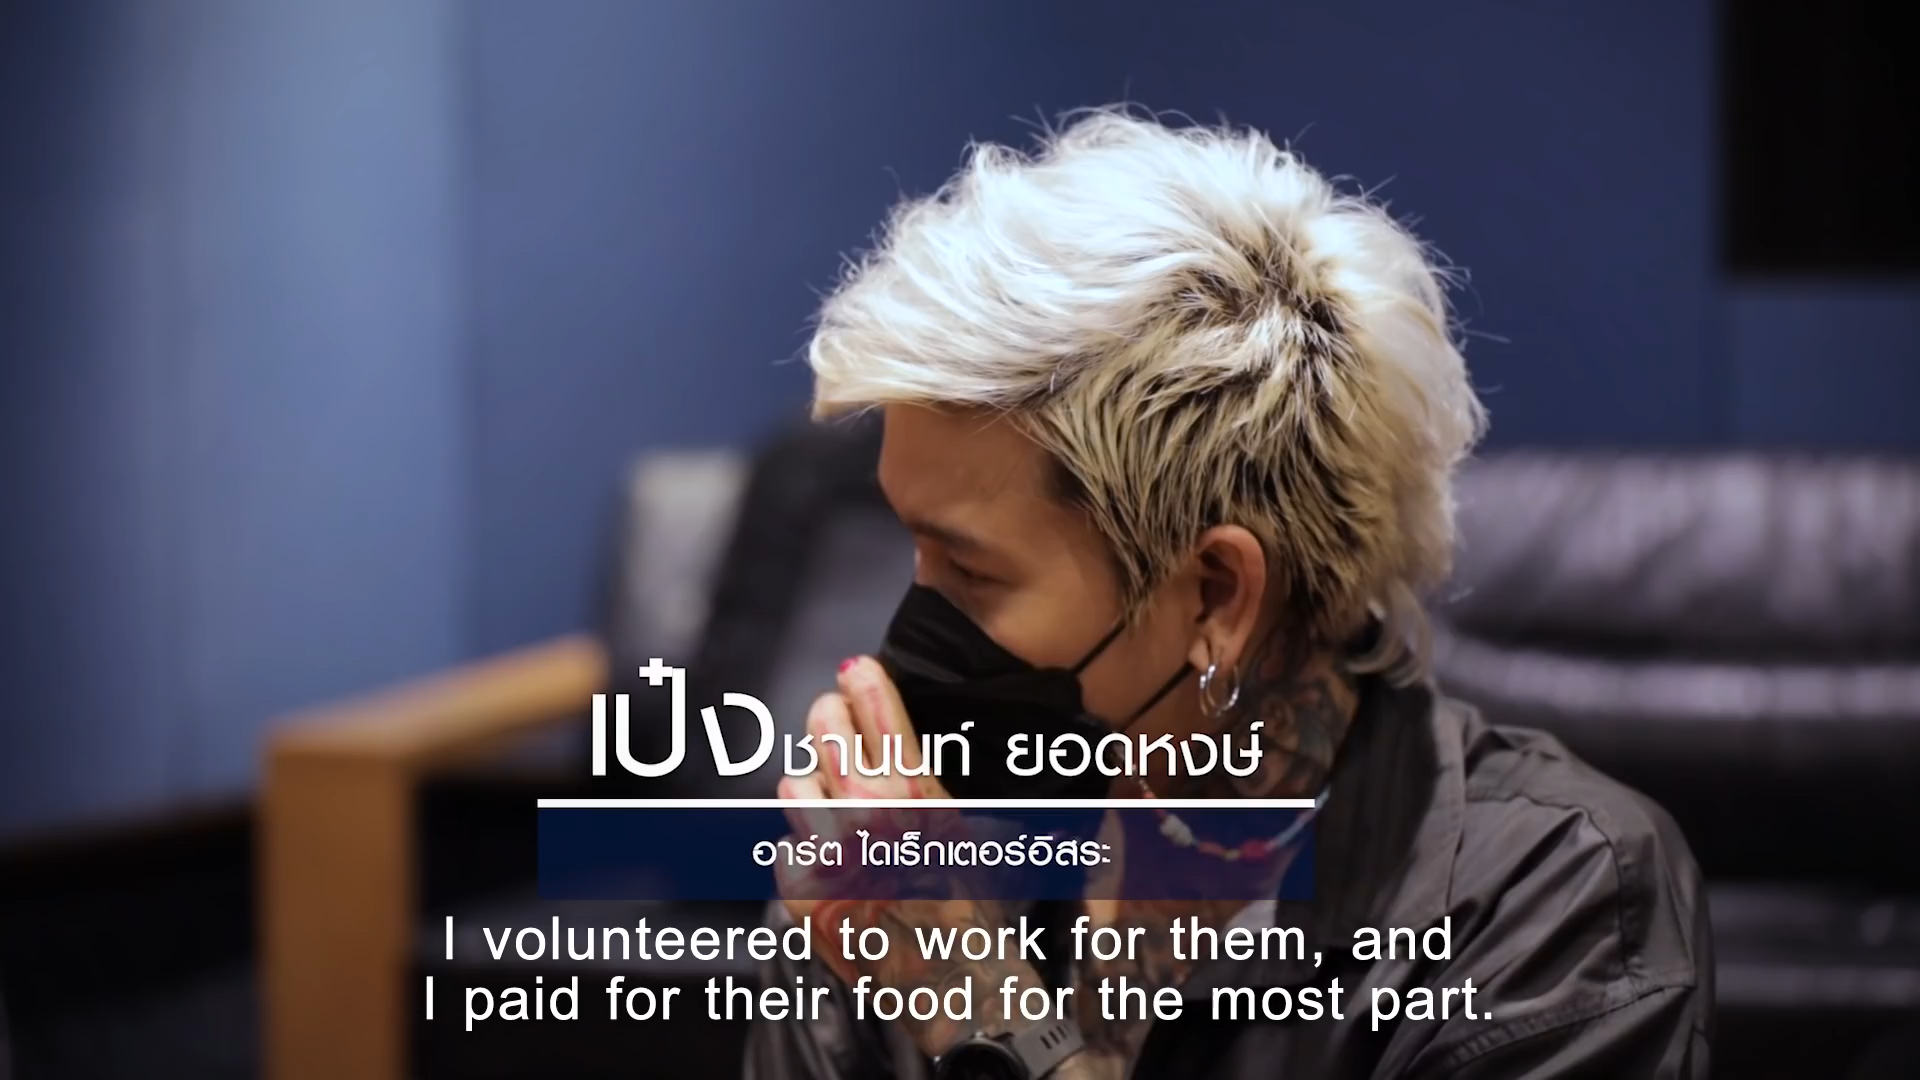 เป๋ง ชานนท์ ยอดหงษ์
อาร์ต ไดเร็กเตอร์อิสระ
I volunteered to work for them, and
I paid for their food for the most part.